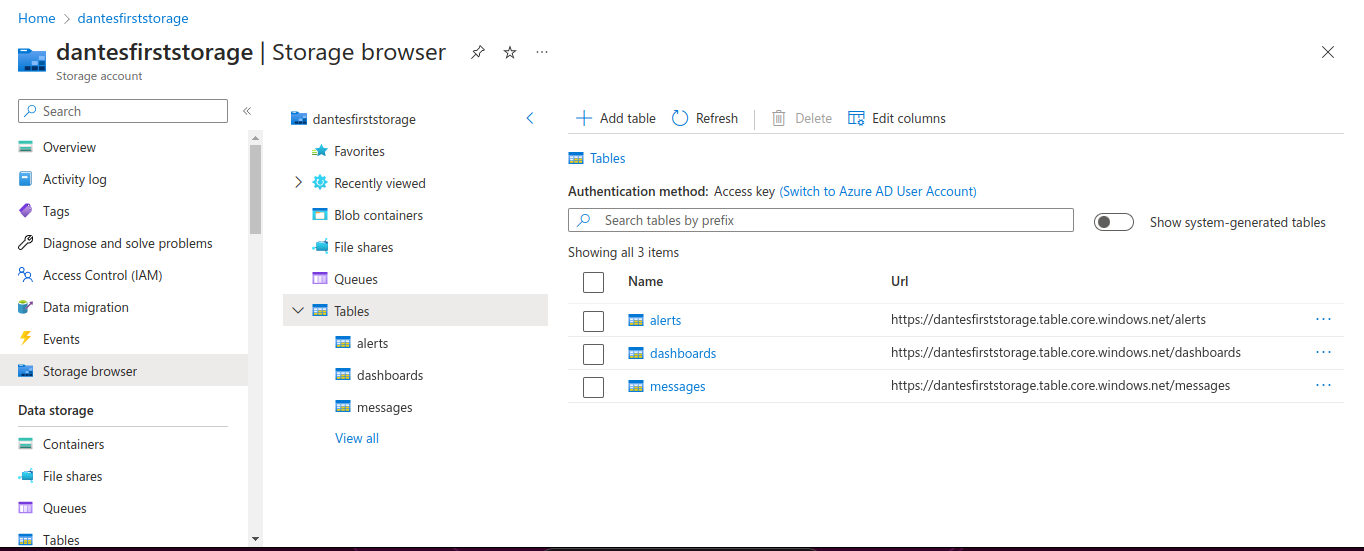 Home > dantesfirststorage
dantesfirststorage | Storage browser
Storage account
Search
Overview
Activity log
Tags
Diagnose and solve problems
Access Control (IAM)
Data migration
Events
Storage browser
Data storage
Containers
File shares
Queues
Tables
dantesfirststorage
Favorites
Recently viewed
Blob containers
File shares
Queues
Tables
alerts
dashboards
messages
View all
Add table Refresh Delete Edit columns
Tables
Authentication method: Access key (Switch to Azure AD User Account)
Search tables by prefix Show system-generated tables
Showing all 3 items
Name Url
alerts https://dantesfirststorage.table.core.windows.net/alerts
dashboards https://dantesfirststorage.table.core.windows.net/dashboards
messages https://dantesfirststorage.table.core.windows.net/messages